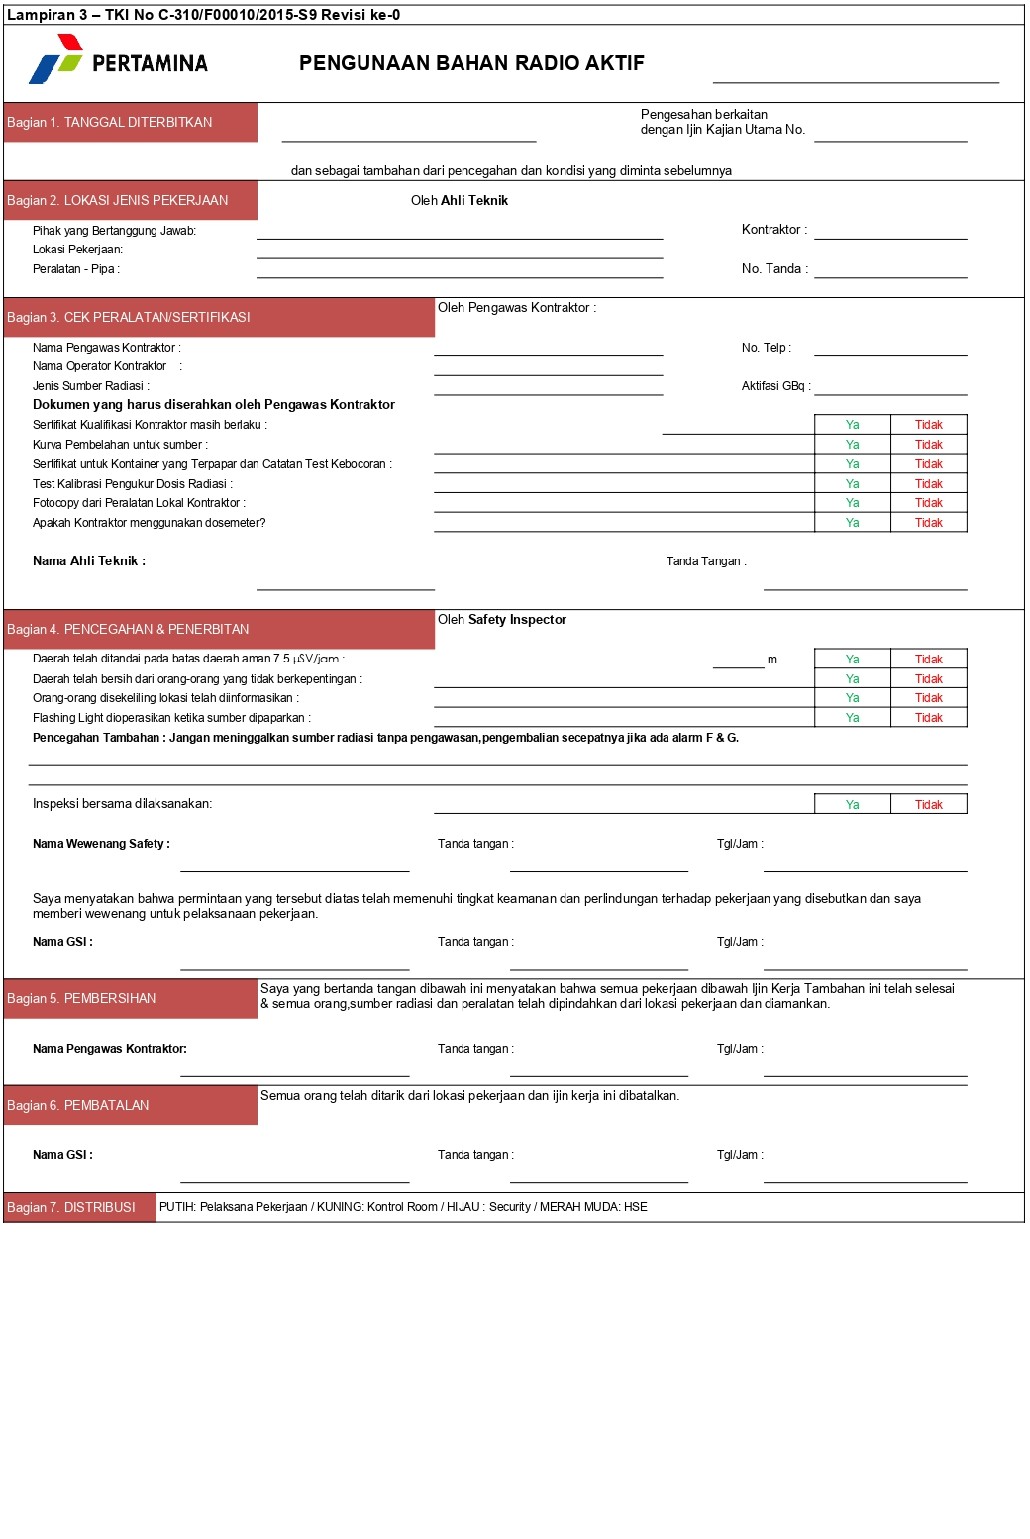 Lampiran 3 – TKI No C-310/F00010/2015-S9 Revisi ke-0
PERTAMINA
PENGUNAAN BAHAN RADIO AKTIF
Bagian 1. TANGGAL DITERBITKAN
Pengesahan berkaitan
dengan Ijin Kajian Utama No.
dan sebagai tambahan dari pencegahan dan kondisi yang diminta sebelumnya
Bagian 2. LOKASI JENIS PEKERJAAN Oleh Ahli Teknik
Pihak yang Bertanggung Jawab: Kontraktor :
Lokasi Pekerjaan:
Peralatan - Pipa : No. Tanda :
Bagian 3. CEK PERALATAN/SERTIFIKASI Oleh Pengawas Kontraktor :
Nama Pengawas Kontraktor : No. Telp :
Nama Operator Kontraktor :
Jenis Sumber Radiasi : Aktifasi GBq :
Dokumen yang harus diserahkan oleh Pengawas Kontraktor
Sertifikat Kualifikasi Kontraktor masih berlaku : Ya Tidak
Kurva Pembelahan untuk sumber : Ya Tidak
Sertifikat untuk Kontainer yang Terpapar dan Catatan Test Kebocoran : Ya Tidak
Test Kalibrasi Pengukur Dosis Radiasi : Ya Tidak
Fotocopy dari Peralatan Lokal Kontraktor : Ya Tidak
Apakah Kontraktor menggunakan dosemeter? Ya Tidak
Nama Ahli Teknik : Tanda Tangan :
Bagian 4. PENCEGAHAN & PENERBITAN Oleh Safety Inspector
Daerah telah ditandai pada batas daerah aman 7.5 µSV/jam : m Ya Tidak
Daerah telah bersih dari orang-orang yang tidak berkepentingan : Ya Tidak
Orang-orang disekeliling lokasi telah diinformasikan : Ya Tidak
Flashing Light dioperasikan ketika sumber dipaparkan : Ya Tidak
Pencegahan Tambahan : Jangan meninggalkan sumber radiasi tanpa pengawasan,pengembalian secepatnya jika ada alarm F & G.
Inspeksi bersama dilaksanakan: Ya Tidak
Nama Wewenang Safety : Tanda tangan : Tgl/Jam :
Saya menyatakan bahwa permintaan yang tersebut diatas telah memenuhi tingkat keamanan dan perlindungan terhadap pekerjaan yang disebutkan dan saya
memberi wewenang untuk pelaksanaan pekerjaan.
Nama GSI : Tanda tangan : Tgl/Jam :
Bagian 5. PEMBERSIHAN Saya yang bertanda tangan dibawah ini menyatakan bahwa semua pekerjaan dibawah Ijin Kerja Tambahan ini telah selesai
& semua orang,sumber radiasi dan peralatan telah dipindahkan dari lokasi pekerjaan dan diamankan.
Nama Pengawas Kontraktor: Tanda tangan : Tgl/Jam :
Bagian 6. PEMBATALAN Semua orang telah ditarik dari lokasi pekerjaan dan ijin kerja ini dibatalkan.
Nama GSI : Tanda tangan : Tgl/Jam :
Bagian 7. DISTRIBUSI PUTIH: Pelaksana Pekerjaan / KUNING: Kontrol Room / HIJAU : Security / MERAH MUDA: HSE